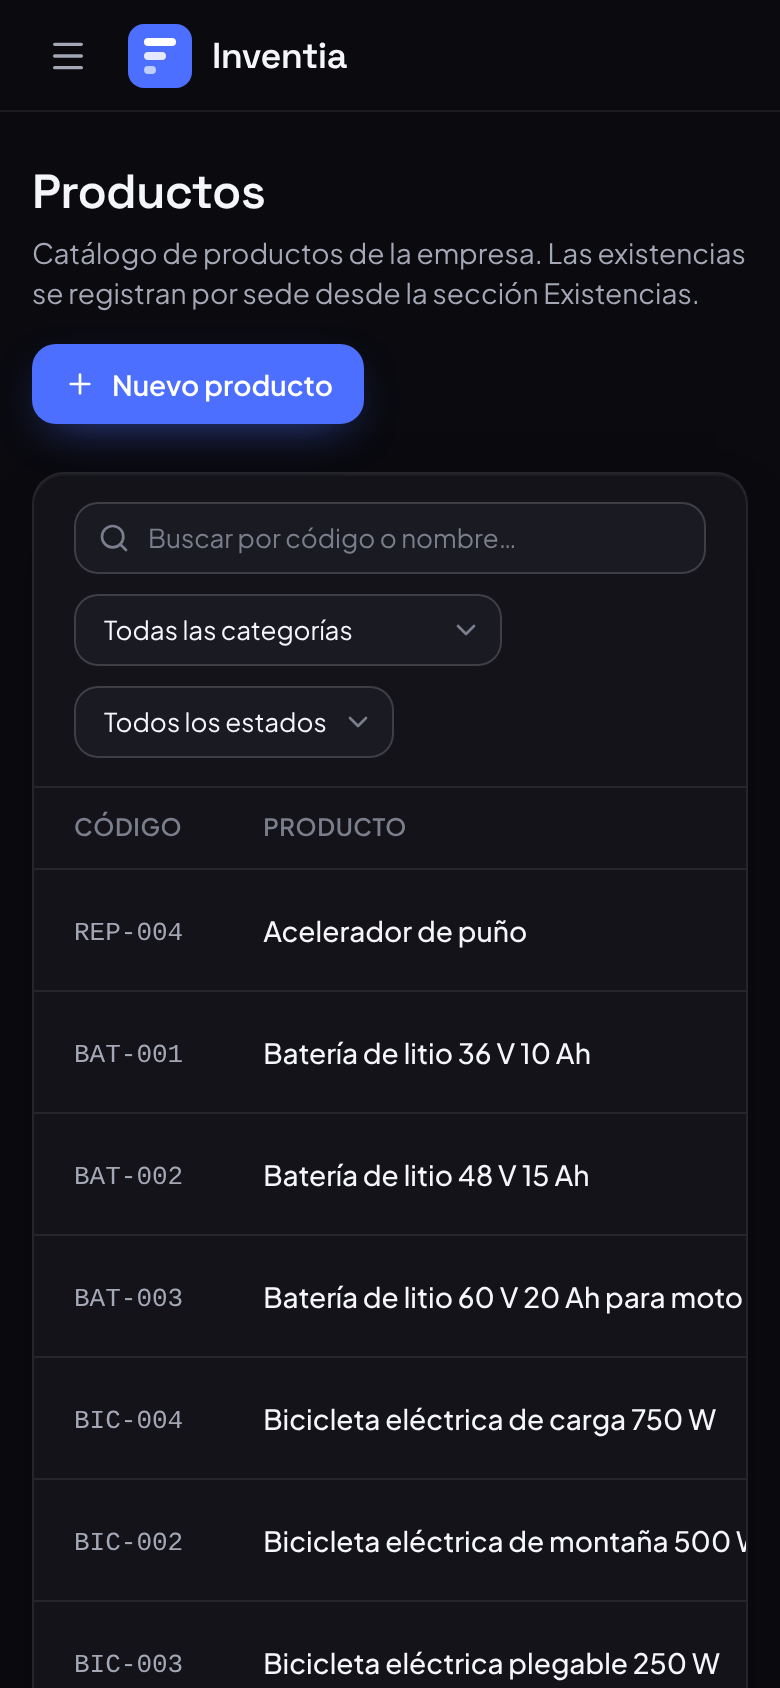 Inventia
Productos
Catálogo de productos de la empresa. Las existencias
se registran por sede desde la sección Existencias.
+ Nuevo producto
Buscar por código o nombre...
Todas las categorías
Todos los estados
CÓDIGO PRODUCTO
REP-004 Acelerador de puño
BAT-001 Batería de litio 36 V 10 Ah
BAT-002 Batería de litio 48 V 15 Ah
BAT-003 Batería de litio 60 V 20 Ah para moto
BIC-004 Bicicleta eléctrica de carga 750 W
BIC-002 Bicicleta eléctrica de montaña 500
BIC-003 Bicicleta eléctrica plegable 250 W